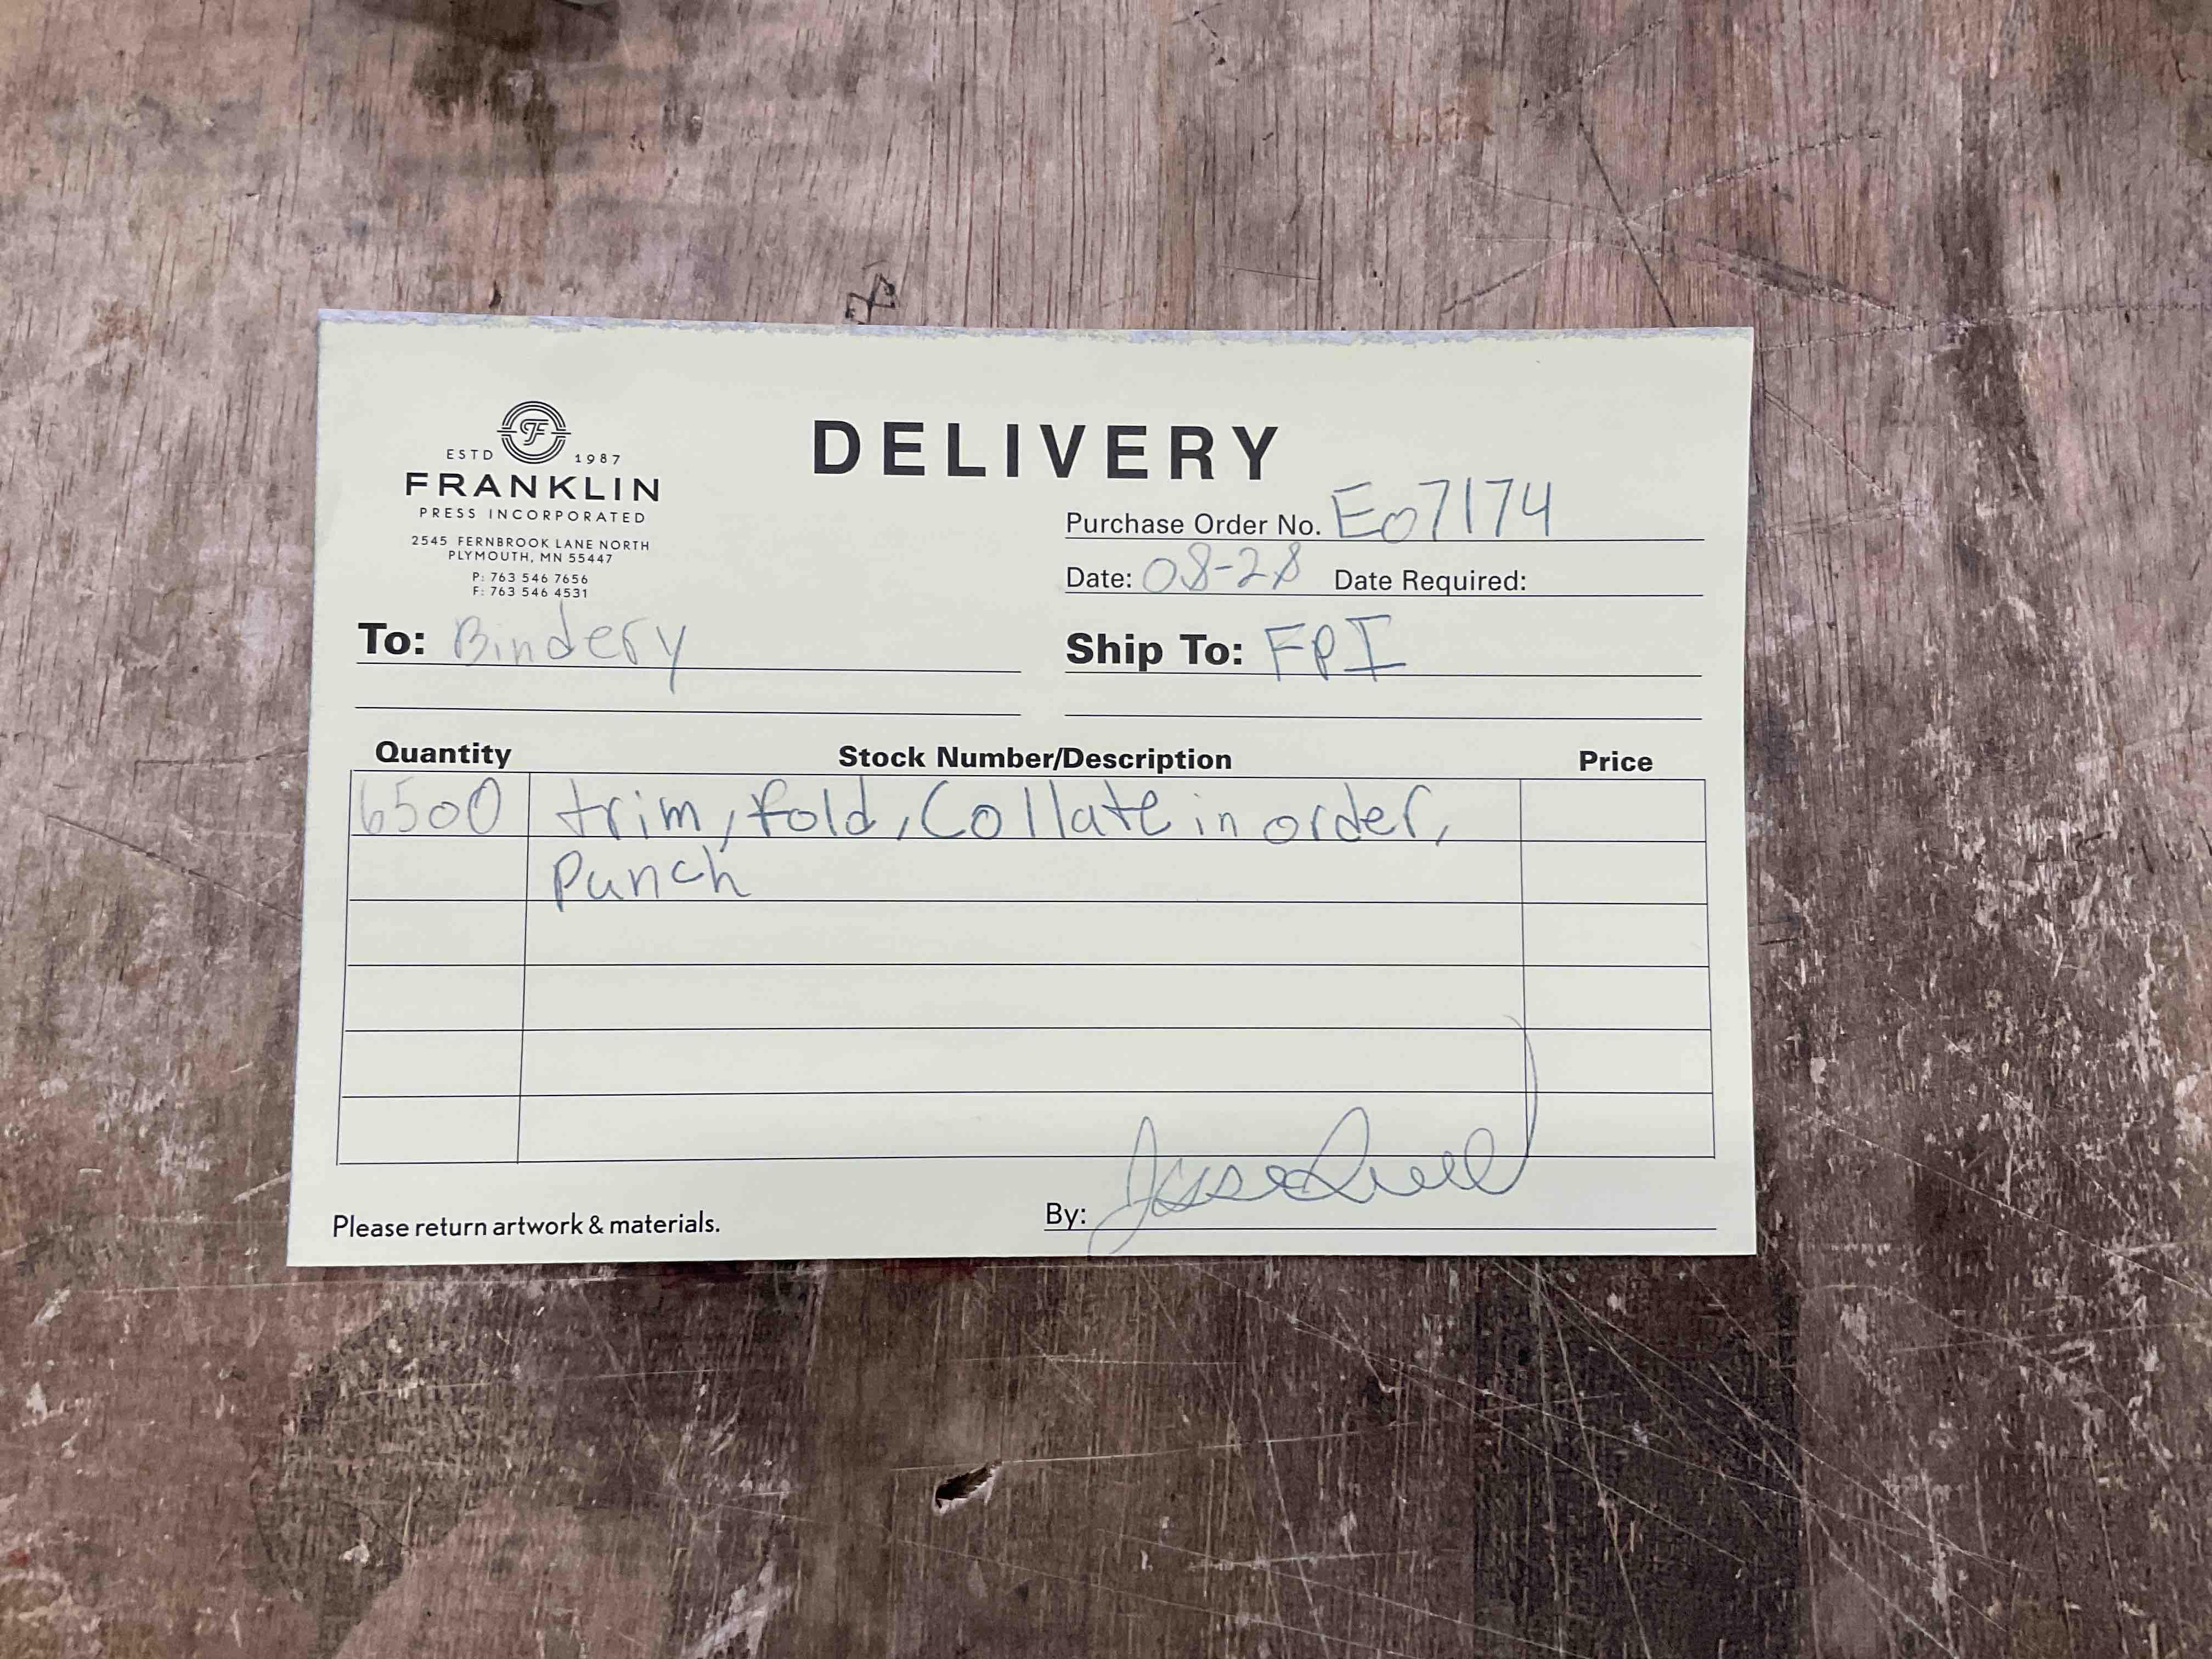 ESTD 1987
FRANKLIN
PRESS INCORPORATED
2545 FERNBROOK LANE NORTH
PLYMOUTH, MN 55447
P: 763 546 7656
F: 763 546 4531
DELIVERY
Purchase Order No. E07174
Date: 08-28 Date Required:
To: Bindery
Ship To: FPI
Quantity Stock Number/Description Price
6500 trim, fold, Collate in order,
Punch
Please return artwork & materials.
By: